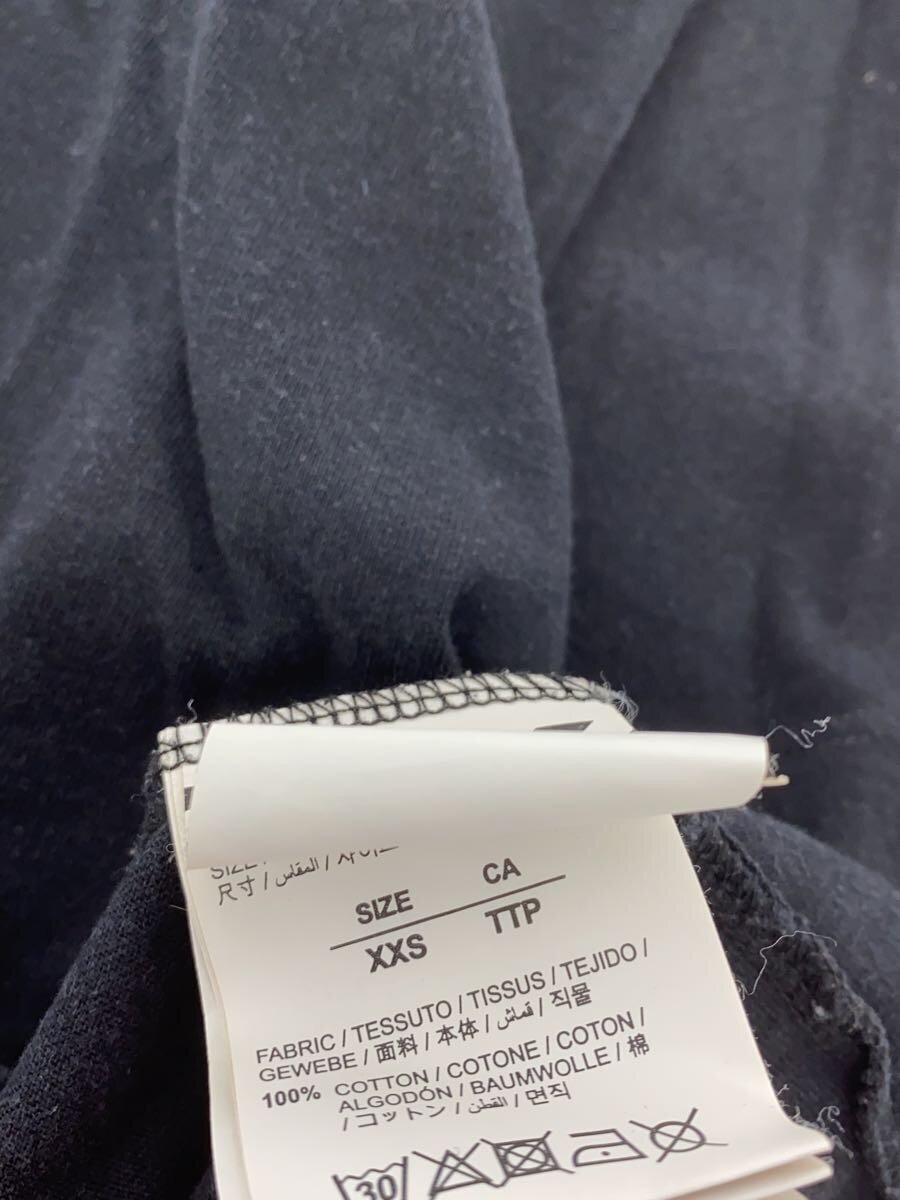 SIZE
尺寸 / المقاس /
SIZE CA
XXS TTP
FABRIC / TESSUTO / TISSUS / TEJIDO /
GEWEBE / 面料 / 本体 / قماش / 직물
100% COTTON / COTONE / COTON /
ALGODÓN / BAUMWOLLE / 棉
/ コットン / القطن / 면직
30